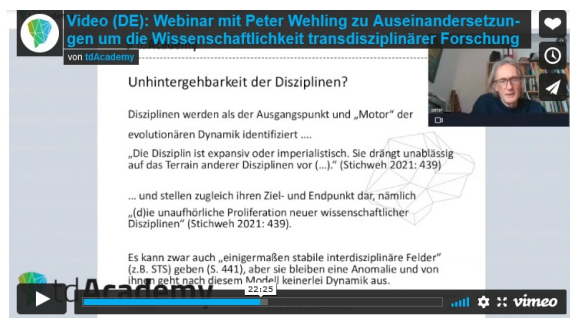 Video (DE): Webinar mit Peter Wehling zu Auseinandersetzun-
gen um die Wissenschaftlichkeit transdisziplinärer Forschung
von tdAcademy
Unhintergehbarkeit der Disziplinen?
Disziplinen werden als der Ausgangspunkt und „Motor“ der
evolutionären Dynamik identifiziert ....
„Die Disziplin ist expansiv oder imperialistisch. Sie drängt unablässig
auf das Terrain anderer Disziplinen vor (...).“ (Stichweh 2021: 439)
... und stellen zugleich ihren Ziel- und Endpunkt dar, nämlich
„(d)ie unaufhörliche Proliferation neuer wissenschaftlicher
Disziplinen“ (Stichweh 2021: 439).
Es kann zwar auch „einigermaßen stabile interdisziplinäre Felder“
(z.B. STS) geben (S. 441), aber sie bleiben eine Anomalie und von
ihnen geht nach diesem Modell keinerlei Dynamik aus.
tdAcademy
22:25
vimeo